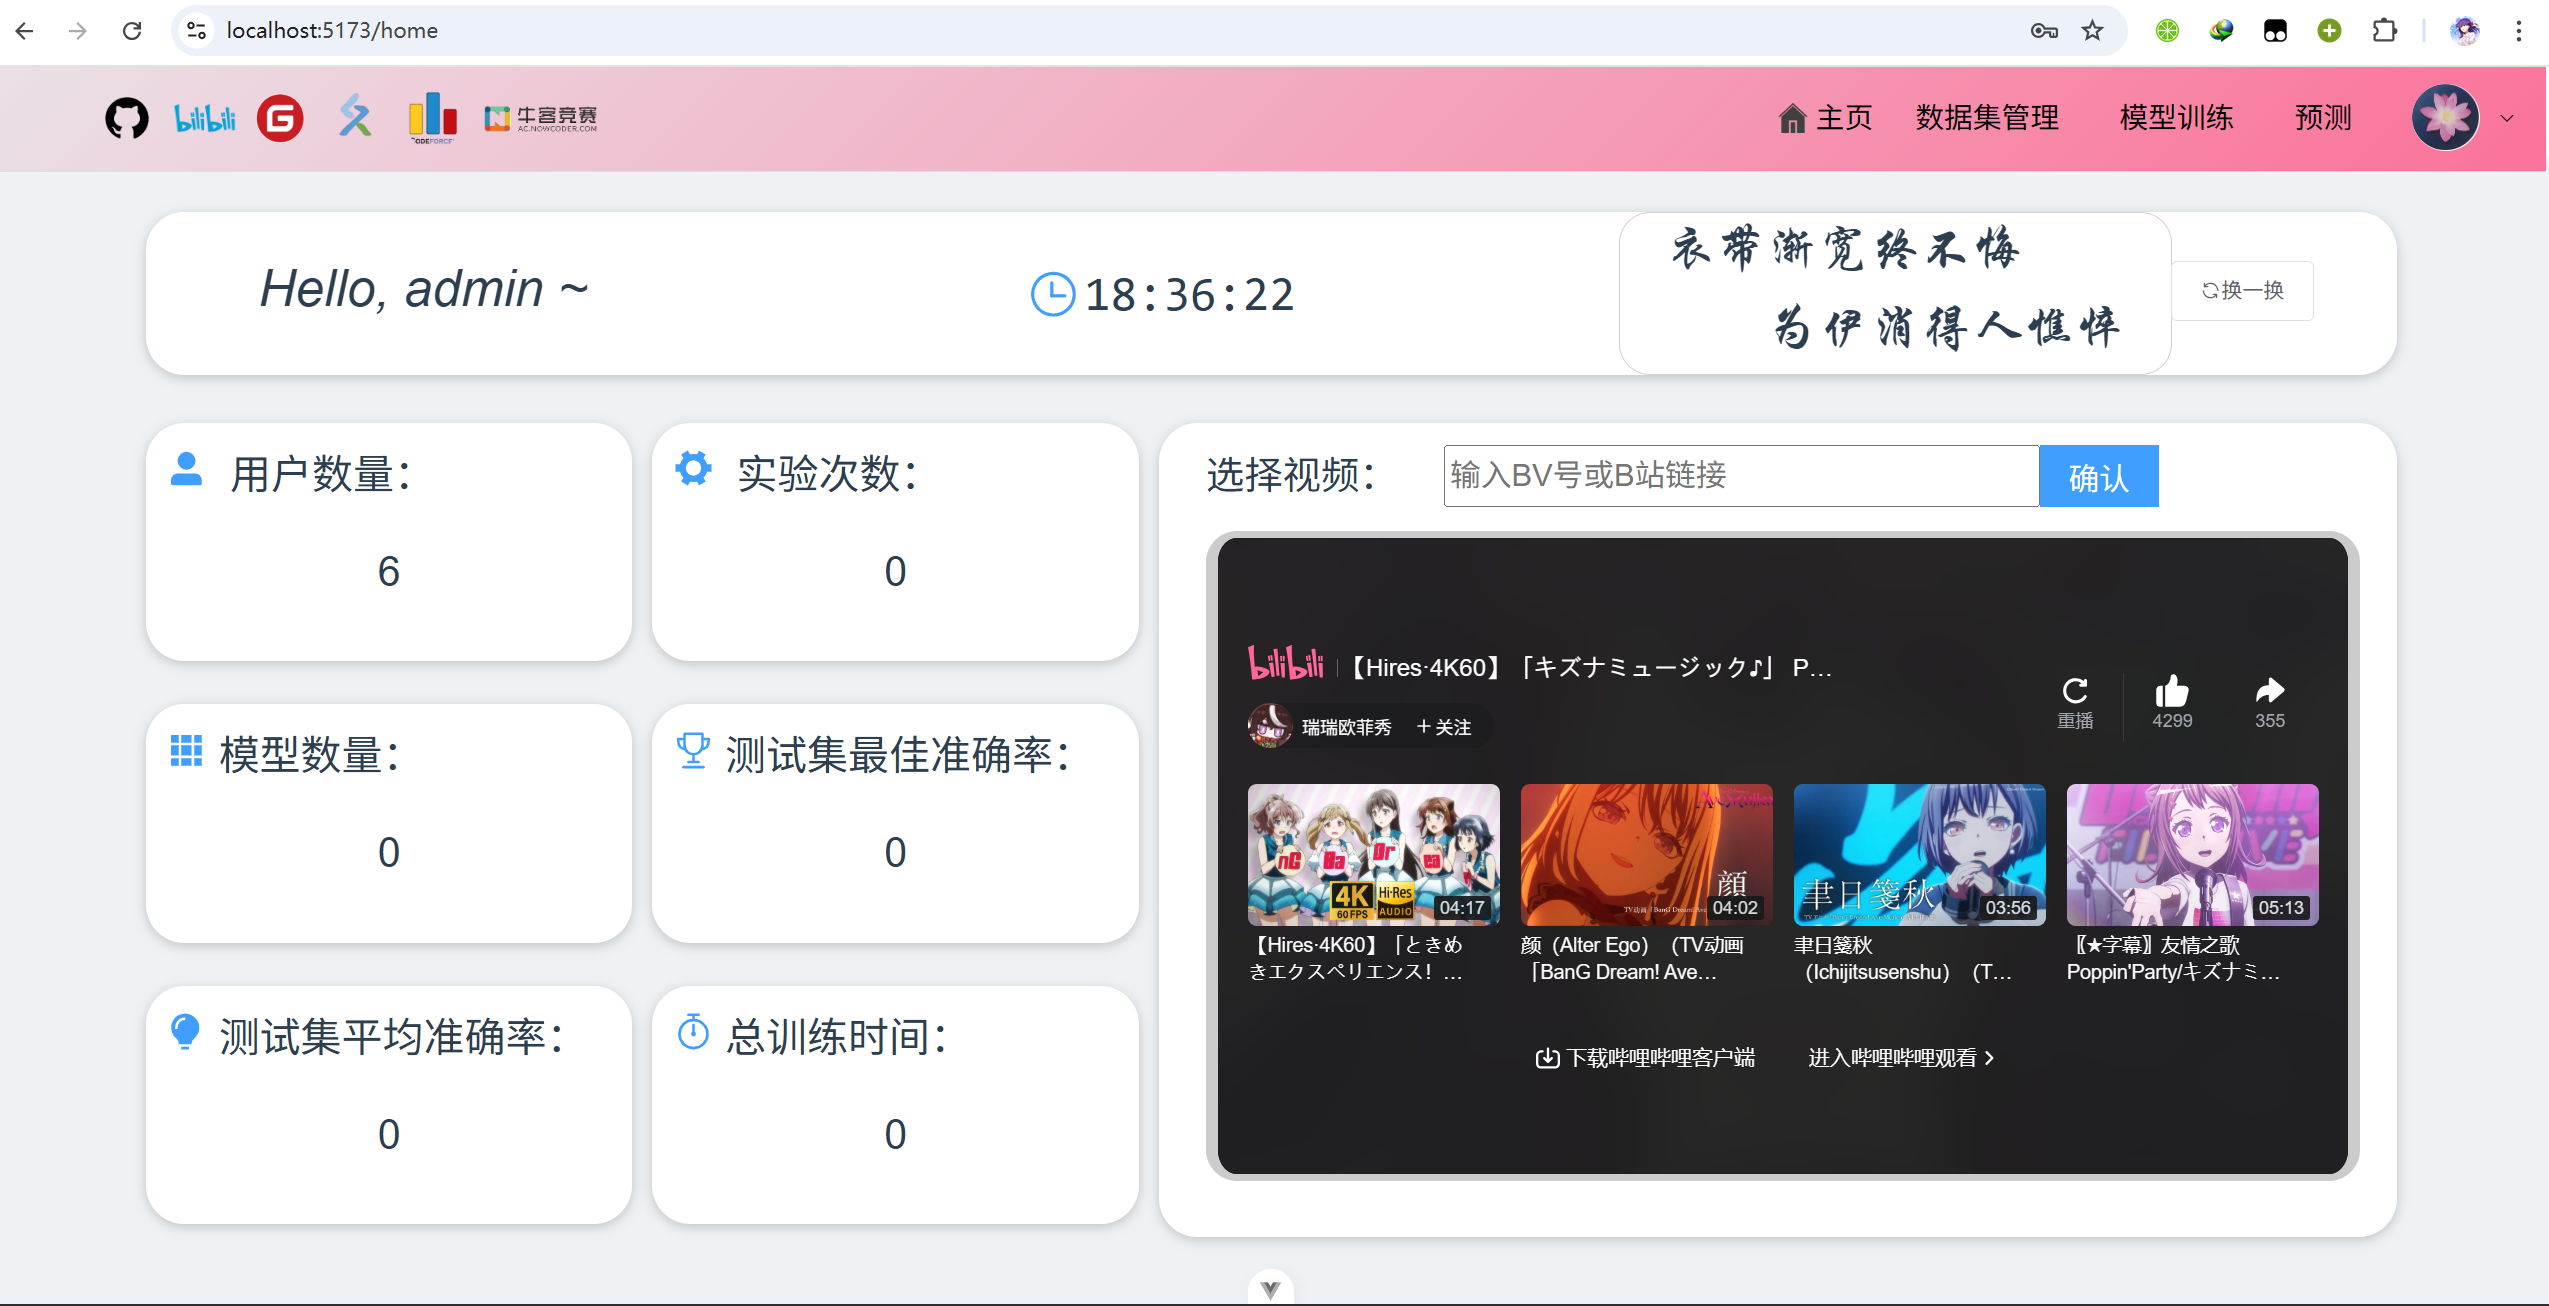 localhost:5173/home
bilibili
G
CODEFORCES
牛客竞赛
AC.NOWCODER.COM
主页
数据集管理
模型训练
预测
Hello, admin ~
18:36:22
衣带渐宽终不悔
为伊消得人憔悴
换一换
用户数量：
6
实验次数：
0
模型数量：
0
测试集最佳准确率：
0
测试集平均准确率：
0
总训练时间：
0
选择视频：
输入BV号或B站链接
确认
bilibili
【Hires·4K60】「キズナミュージック♪」 P...
瑞瑞欧菲秀
+ 关注
重播
4299
355
4K
60 FPS
Hi-Res
AUDIO
04:17
顔
04:02
聿日箋秋
03:56
05:13
【Hires·4K60】「ときめ
きエクスペリエンス！...
颜（Alter Ego）（TV动画
「BanG Dream! Ave...
聿日箋秋
（Ichijitsusenshu）（T...
〖★字幕〗友情之歌
Poppin'Party/キズナミ...
下载哔哩哔哩客户端
进入哔哩哔哩观看